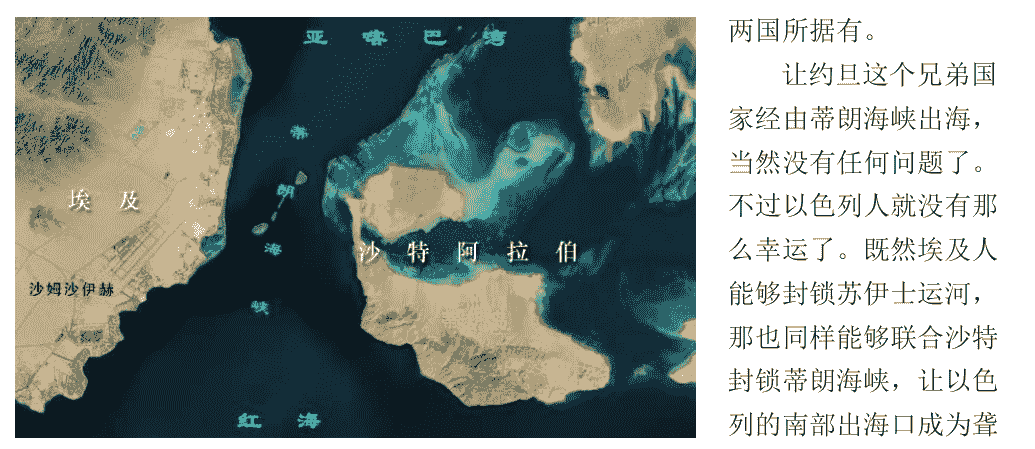 亚喀巴湾
蒂朗海峡
埃及
沙特阿拉伯
沙姆沙伊赫
红海
两国所据有。
让约旦这个兄弟国
家经由蒂朗海峡出海，
当然没有任何问题了。
不过以色列人就没有那
么幸运了。既然埃及人
能够封锁苏伊士运河，
那也同样能够联合沙特
封锁蒂朗海峡，让以色
列的南部出海口成为聋